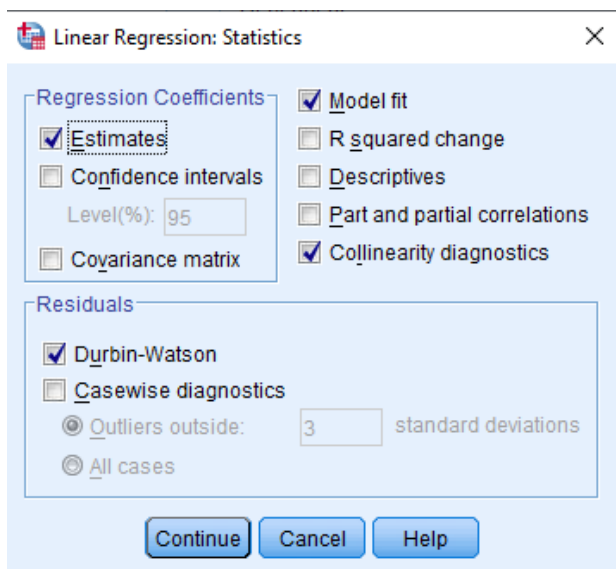 Linear Regression: Statistics
Regression Coefficients
Estimates
Confidence intervals
Level(%): 95
Covariance matrix
Model fit
R squared change
Descriptives
Part and partial correlations
Collinearity diagnostics
Residuals
Durbin-Watson
Casewise diagnostics
Outliers outside: 3 standard deviations
All cases
Continue Cancel Help